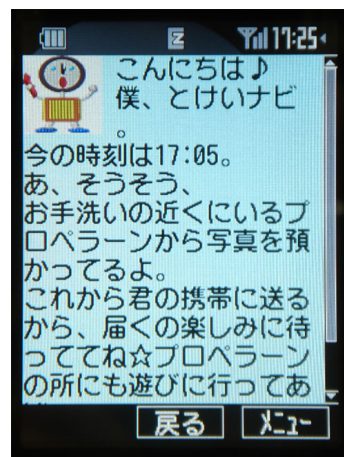 17:25
こんにちは♪
僕、とけいナビ
。
今の時刻は17:05。
あ、そうそう、
お手洗いの近くにいるプ
ロペラーンから写真を預
かってるよ。
これから君の携帯に送る
から、届くの楽しみに待
っててね☆プロペラーン
の所にも遊びに行ってあ
戻る
メニュー